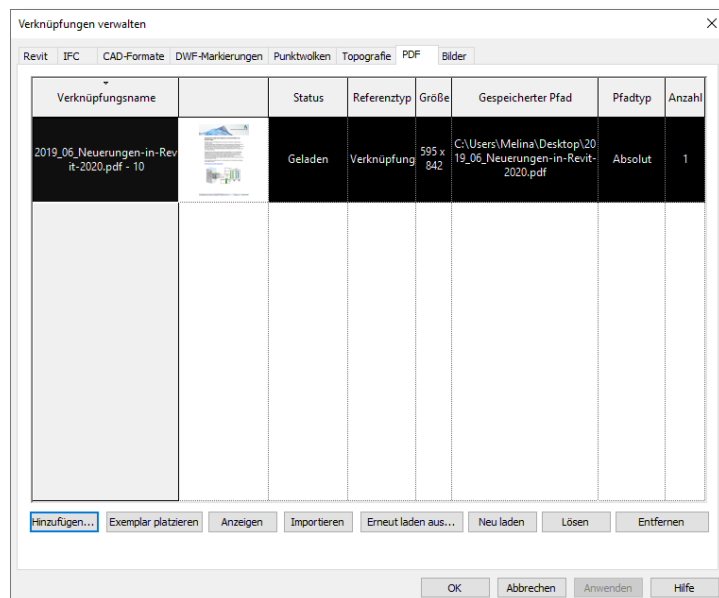 Verknüpfungen verwalten
Revit IFC CAD-Formate DWF-Markierungen Punktwolken Topografie PDF Bilder
Verknüpfungsname Status Referenztyp Größe Gespeicherter Pfad Pfadtyp Anzahl
2019_06_Neuerungen-in-Rev
it-2020.pdf - 10
Geladen
Verknüpfung
595 x
842
C:\Users\Melina\Desktop\20
19_06_Neuerungen-in-Revit-
2020.pdf
Absolut
1
Hinzufügen... Exemplar platzieren Anzeigen Importieren Erneut laden aus... Neu laden Lösen Entfernen
OK Abbrechen Anwenden Hilfe